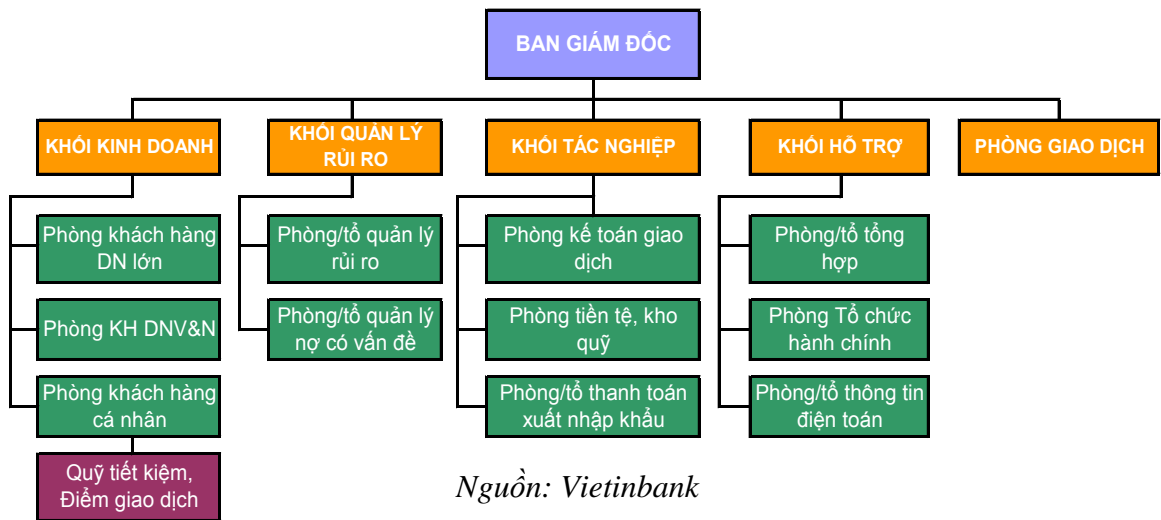 BAN GIÁM ĐỐC
KHỐI KINH DOANH
KHỐI QUẢN LÝ
RỦI RO
KHỐI TÁC NGHIỆP
KHỐI HỖ TRỢ
PHÒNG GIAO DỊCH
Phòng khách hàng
DN lớn
Phòng/tổ quản lý
rủi ro
Phòng kế toán giao
dịch
Phòng/tổ tổng
hợp
Phòng KH DNV&N
Phòng/tổ quản lý
nợ có vấn đề
Phòng tiền tệ, kho
quỹ
Phòng Tổ chức
hành chính
Phòng khách hàng
cá nhân
Phòng/tổ thanh toán
xuất nhập khẩu
Phòng/tổ thông tin
điện toán
Quỹ tiết kiệm,
Điểm giao dịch
Nguồn: Vietinbank